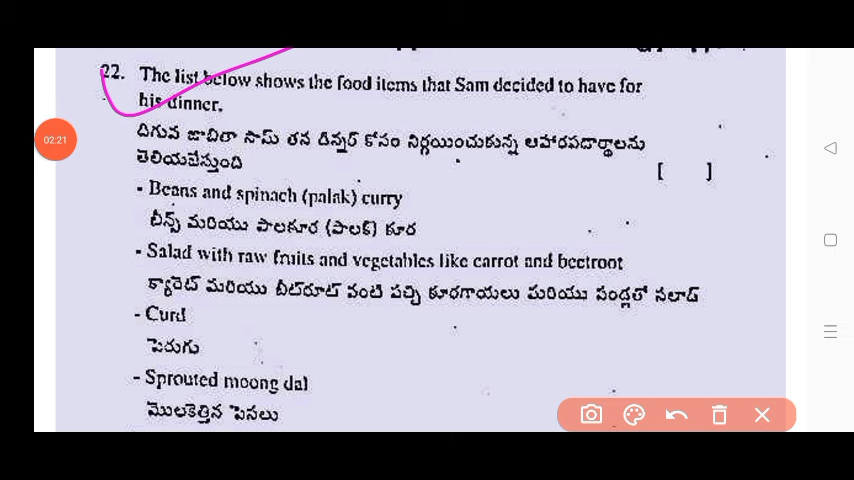 22. The list below shows the food items that Sam decided to have for
his dinner.
దిగువ జాబితా సామ్ తన డిన్నర్ కోసం నిర్ణయించుకున్న ఆహారపదార్థాలను
తెలియచేస్తుంది [ ]
- Beans and spinach (palak) curry
బీన్స్ మరియు పాలకూర (పాలక్) కూర
- Salad with raw fruits and vegetables like carrot and beetroot
క్యారెట్ మరియు బీట్‌రూట్ వంటి పచ్చి కూరగాయలు మరియు పండ్లతో సలాడ్
- Curd
పెరుగు
- Sprouted moong dal
మొలకెత్తిన పెసలు
02:21